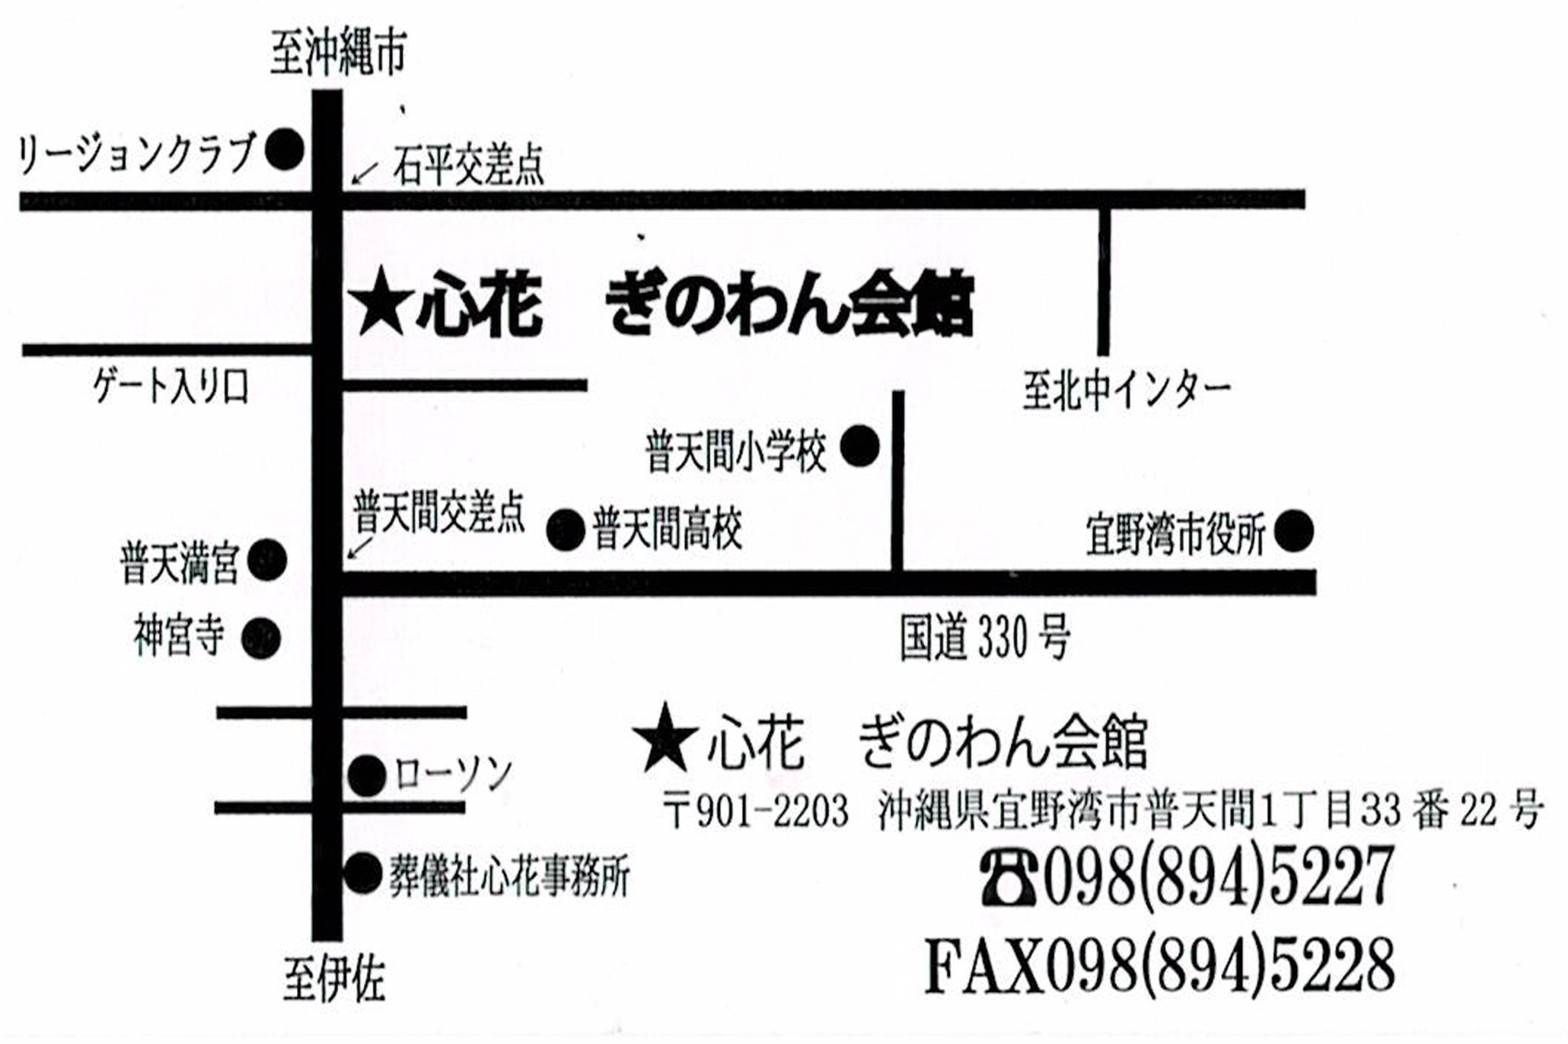 至沖縄市
リージョンクラブ
石平交差点
★心花　ぎのわん会館
ゲート入り口
至北中インター
普天間小学校
普天間交差点
普天間高校
宜野湾市役所
普天満宮
神宮寺
国道 330 号
★心花　ぎのわん会館
ローソン
〒901-2203　沖縄県宜野湾市普天間1丁目33 番 22 号
☎098(894)5227
葬儀社心花事務所
FAX098(894)5228
至伊佐